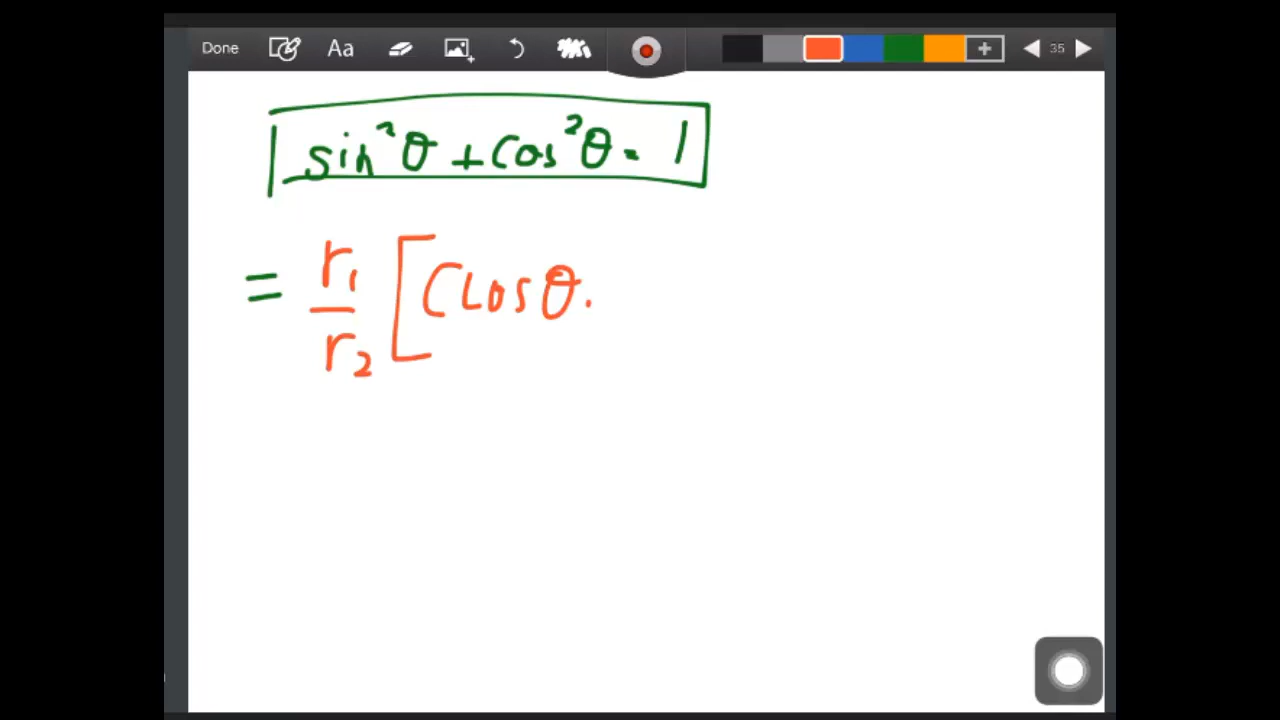 Done Aa 35
sin²θ + cos²θ = 1
= r₁/r₂ [(cosθ.